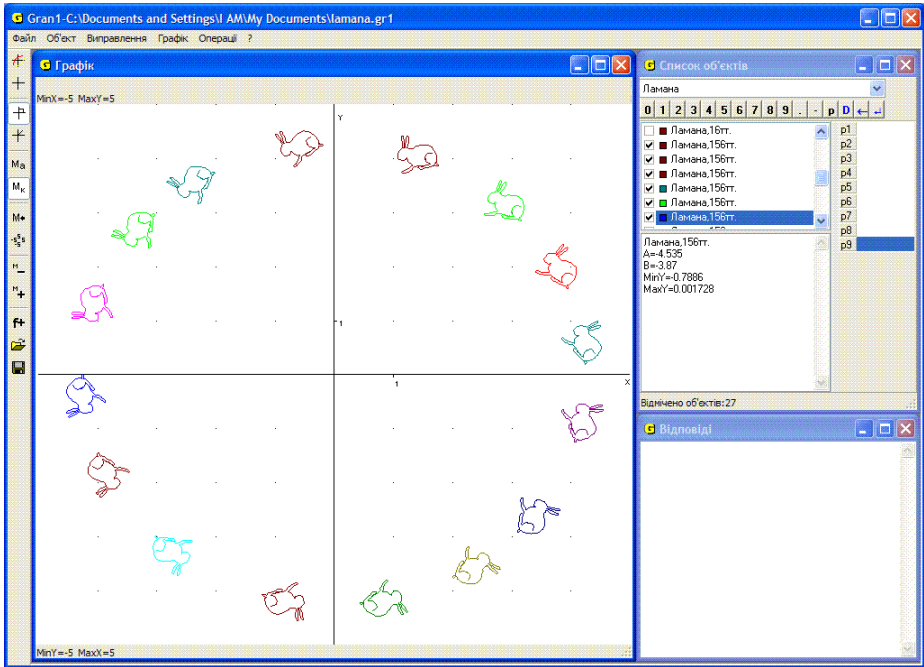 Gran1-C:\Documents and Settings\I AM\My Documents\lamana.gr1
Файл Об'єкт Виправлення Графік Операції ?
Графік
MinX=-5 MaxY=5
Y
1
1
X
MinY=-5 MaxX=5
Ma
Мк
M+
M
M
f+
Список об'єктів
Ламана
0 1 2 3 4 5 6 7 8 9 . - p D
Ламана,16тт.
Ламана,156тт.
Ламана,156тт.
Ламана,156тт.
Ламана,156тт.
Ламана,156тт.
Ламана,156тт.
p1
p2
p3
p4
p5
p6
p7
p8
p9
Ламана,156тт.
A=-4.535
B=-3.87
MinY=-0.7886
MaxY=0.001728
Відмічено об'єктів:27
Відповіді